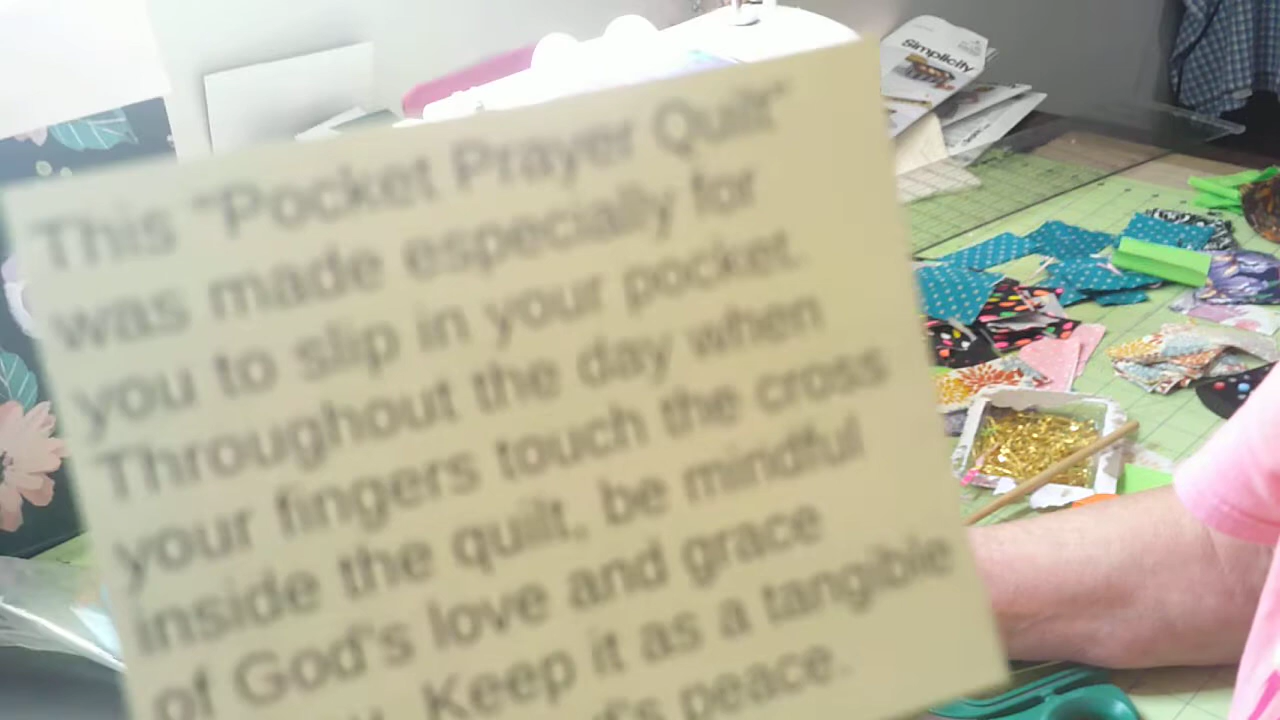 This "Pocket Prayer Quilt"
was made especially for
you to slip in your pocket.
Throughout the day when
your fingers touch the cross
inside the quilt, be mindful
of God's love and grace
Keep it as a tangible
peace.
Simplicity